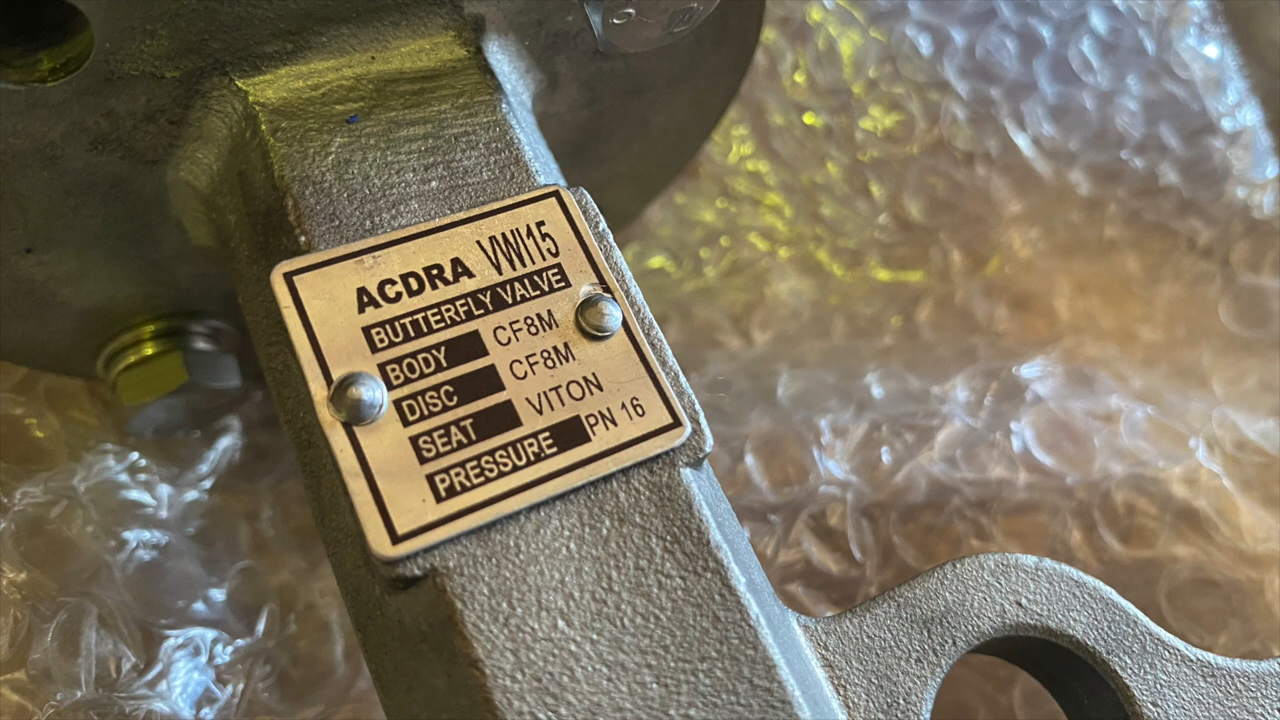 ACDRA VWI15
BUTTERFLY VALVE
BODY CF8M
DISC CF8M
SEAT VITON
PRESSURE PN 16